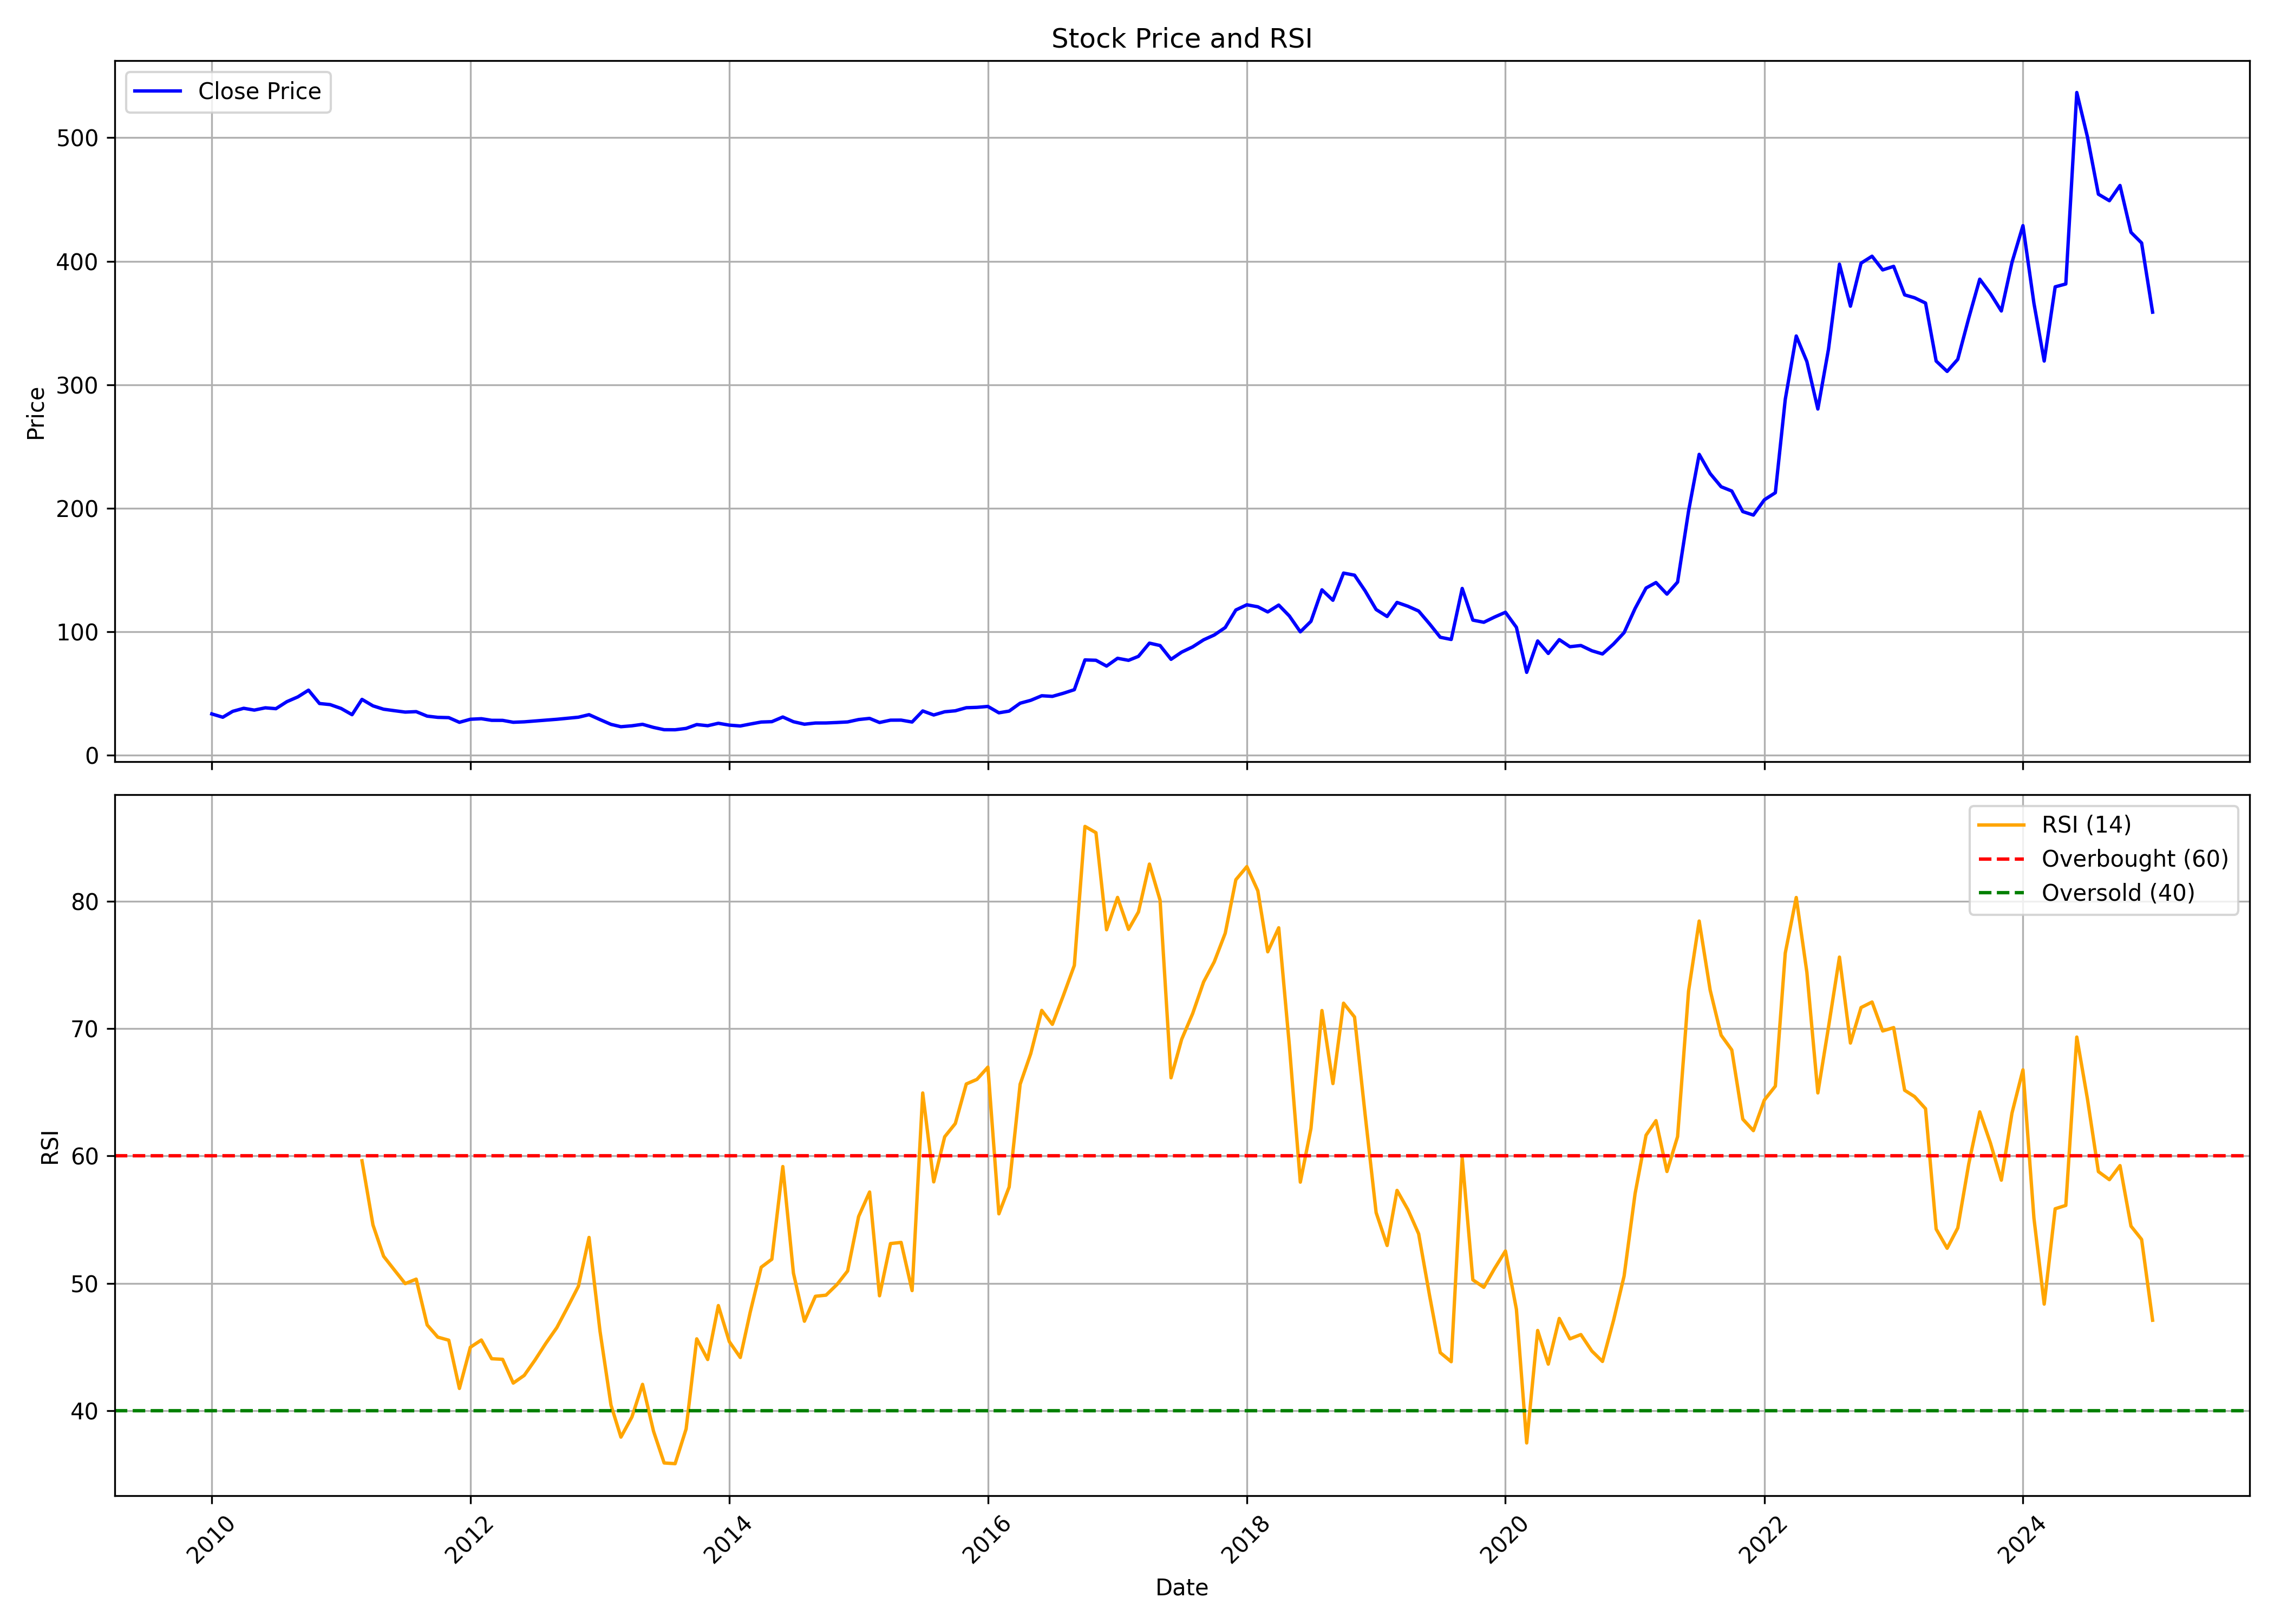 Stock Price and RSI
Close Price
500
400
300
200
100
0
Price
RSI (14)
Overbought (60)
Oversold (40)
80
70
60
50
40
RSI
2010
2012
2014
2016
2018
2020
2022
2024
Date